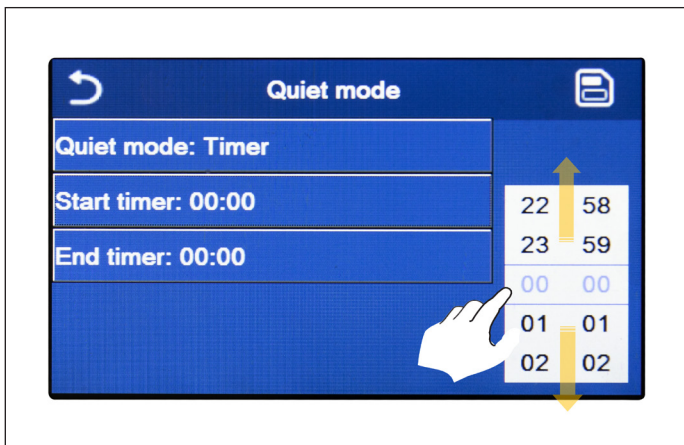 Quiet mode
Quiet mode: Timer
Start timer: 00:00
End timer: 00:00
22 58
23 59
00 00
01 01
02 02